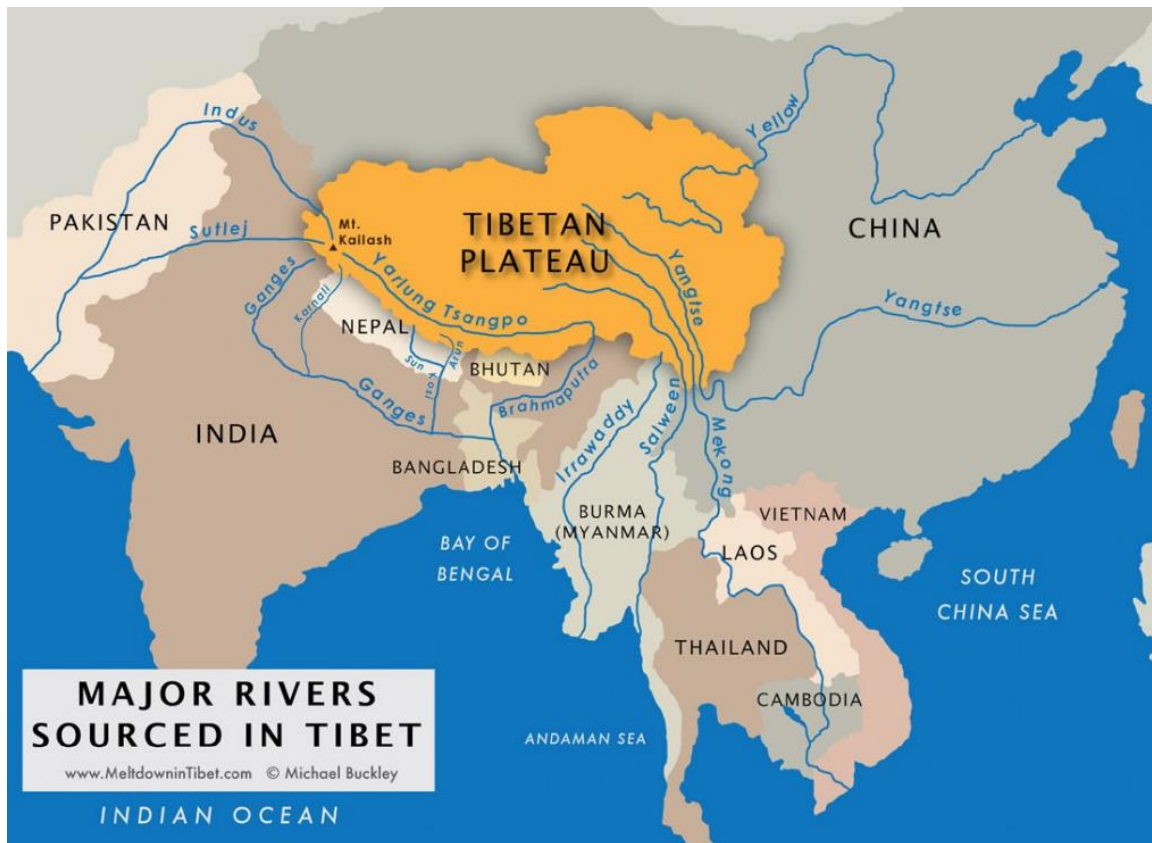 Indus
Yellow
PAKISTAN
Sutlej
Mt.
Kailash
TIBETAN
PLATEAU
CHINA
Ganges
Karnali
Yarlung Tsangpo
Yangtse
Yangtse
NEPAL
Sun
Kosi
Arun
BHUTAN
Brahmaputra
Ganges
INDIA
BANGLADESH
Irrawaddy
Salween
Mekong
BURMA
(MYANMAR)
VIETNAM
LAOS
BAY OF
BENGAL
SOUTH
CHINA SEA
THAILAND
CAMBODIA
ANDAMAN SEA
MAJOR RIVERS
SOURCED IN TIBET
www.MeltdowninTibet.com © Michael Buckley
INDIAN OCEAN